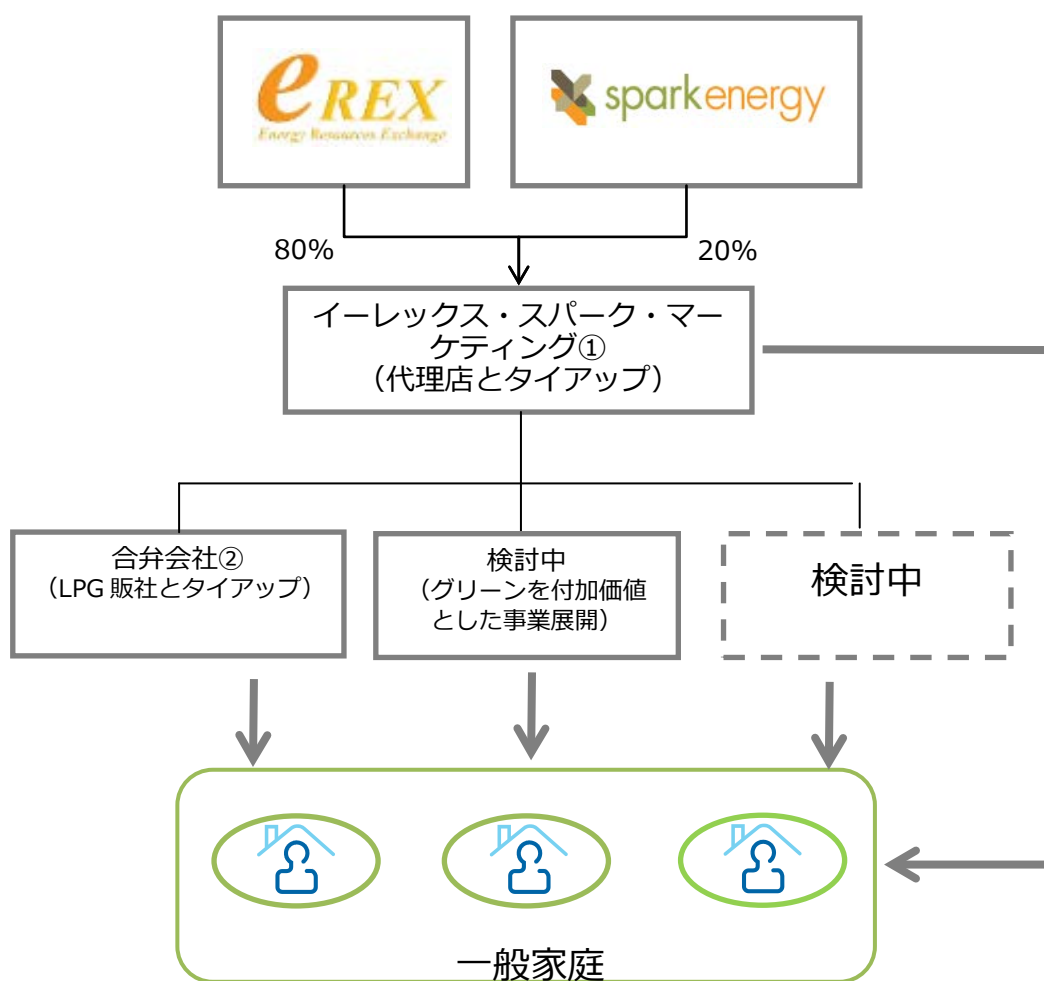 eREX
Energy Resources Exchange
sparkenergy
80%
20%
イーレックス・スパーク・マー
ケティング①
（代理店とタイアップ）
合弁会社②
（LPG 販社とタイアップ）
検討中
（グリーンを付加価値
とした事業展開）
検討中
一般家庭